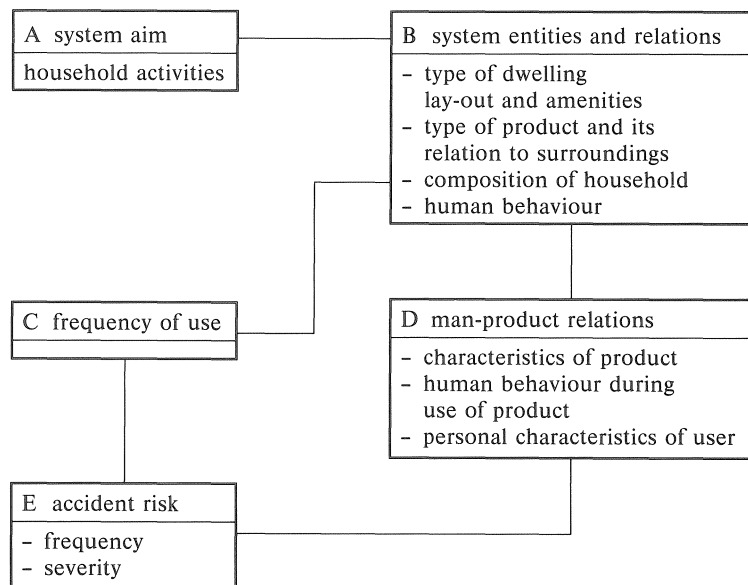 A system aim
household activities
B system entities and relations
- type of dwelling
lay-out and amenities
- type of product and its
relation to surroundings
- composition of household
- human behaviour
C frequency of use
D man-product relations
- characteristics of product
- human behaviour during
use of product
- personal characteristics of user
E accident risk
- frequency
- severity